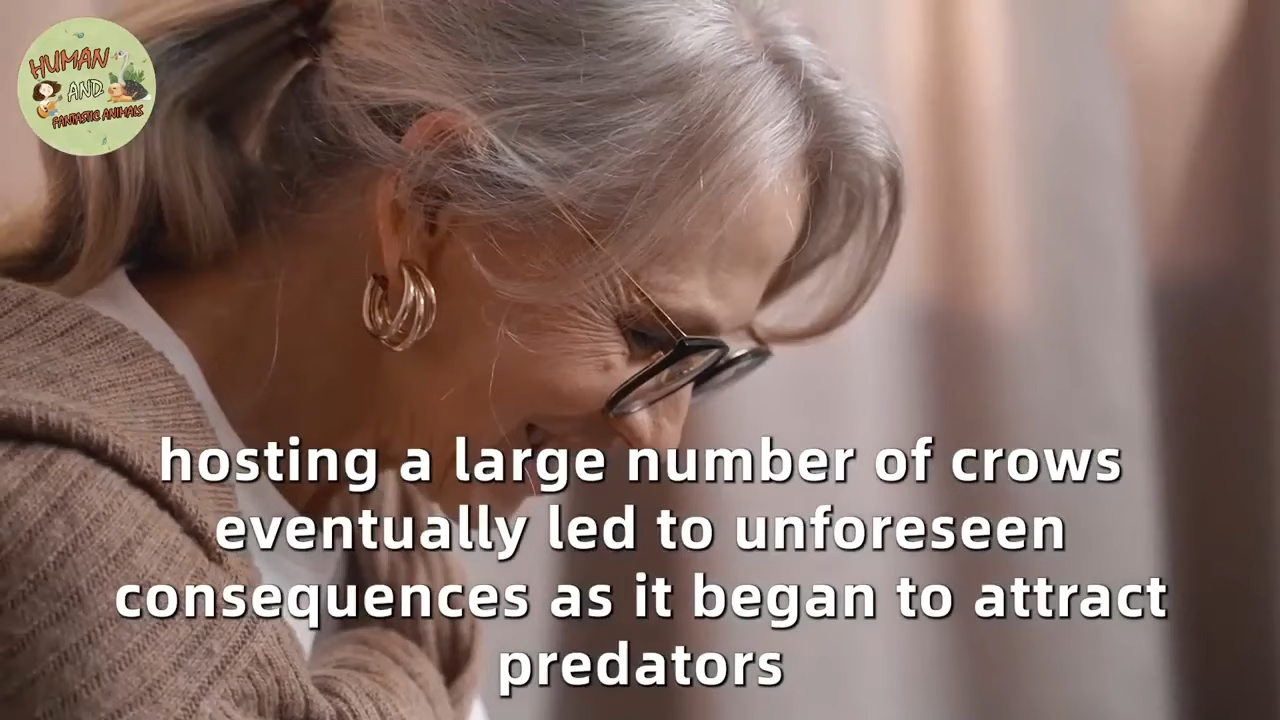 HUMAN
AND
FANTASTIC ANIMALS
hosting a large number of crows
eventually led to unforeseen
consequences as it began to attract
predators